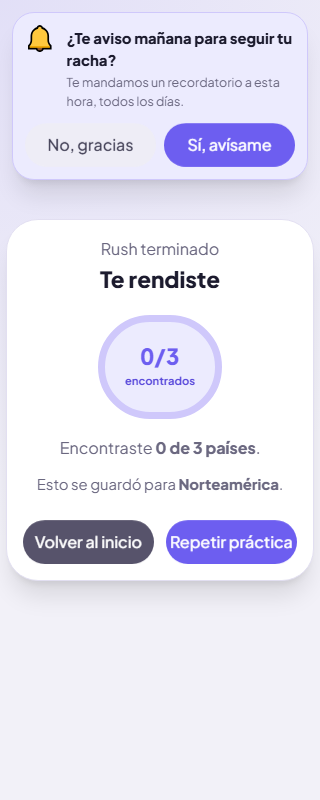 ¿Te aviso mañana para seguir tu
racha?
Te mandamos un recordatorio a esta
hora, todos los días.
No, gracias
Sí, avísame
Rush terminado
Te rendiste
0/3
encontrados
Encontraste 0 de 3 países.
Esto se guardó para Norteamérica.
Volver al inicio
Repetir práctica